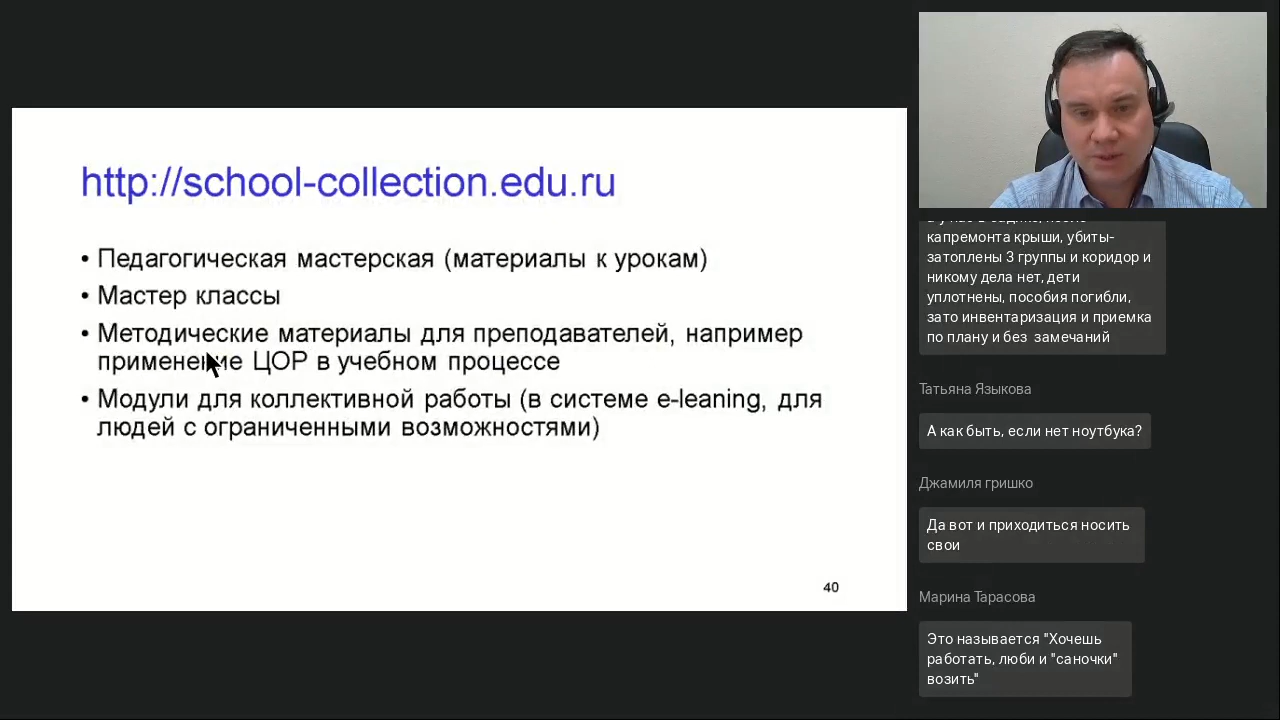 http://school-collection.edu.ru
• Педагогическая мастерская (материалы к урокам)
• Мастер классы
• Методические материалы для преподавателей, например
применение ЦОР в учебном процессе
• Модули для коллективной работы (в системе e-leaning, для
людей с ограниченными возможностями)
40
капремонта крыши, убиты-
затоплены 3 группы и коридор и
никому дела нет, дети
уплотнены, пособия погибли,
зато инвентаризация и приемка
по плану и без замечаний
Татьяна Языкова
А как быть, если нет ноутбука?
Джамиля гришко
Да вот и приходиться носить
свои
Марина Тарасова
Это называется "Хочешь
работать, люби и "саночки"
возить"